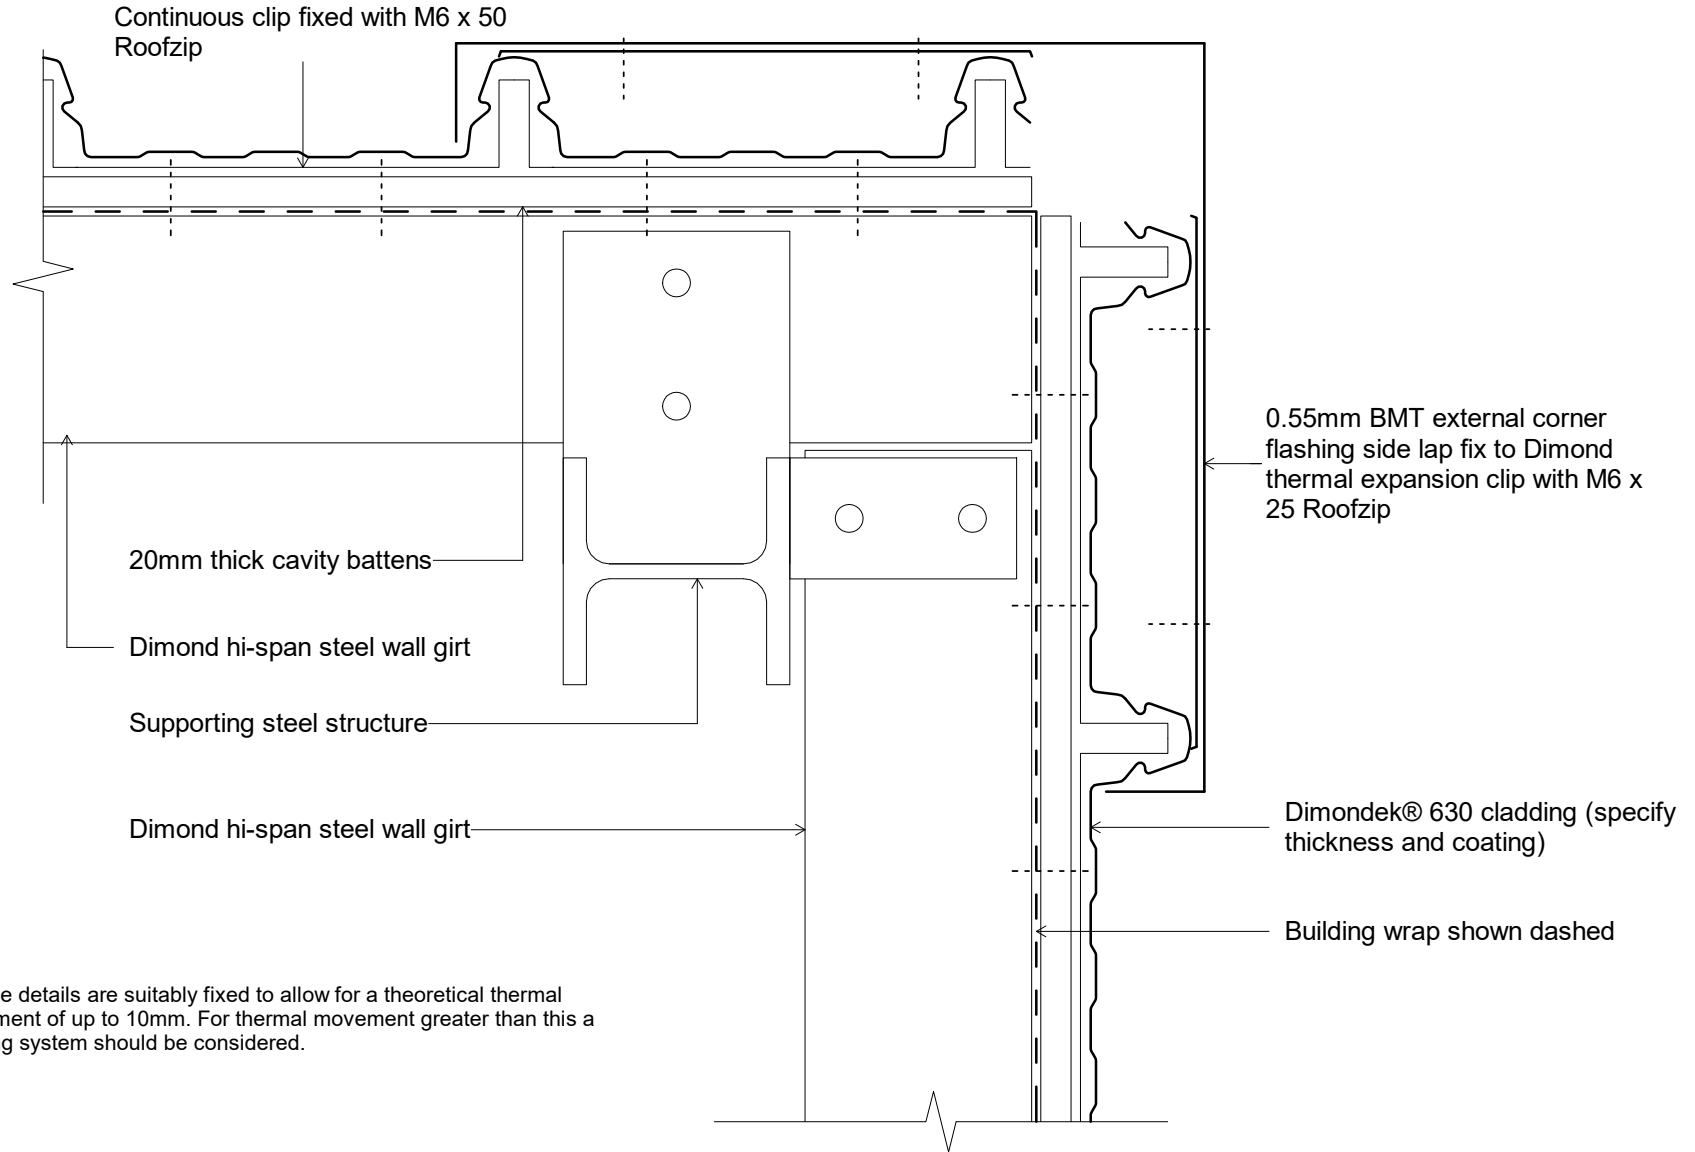 Continuous clip fixed with M6 x 50
Roofzip
0.55mm BMT external corner
flashing side lap fix to Dimond
thermal expansion clip with M6 x
25 Roofzip
20mm thick cavity battens
Dimond hi-span steel wall girt
Supporting steel structure
Dimond hi-span steel wall girt
Dimondek® 630 cladding (specify
thickness and coating)
Building wrap shown dashed
e details are suitably fixed to allow for a theoretical thermal
ment of up to 10mm. For thermal movement greater than this a
g system should be considered.